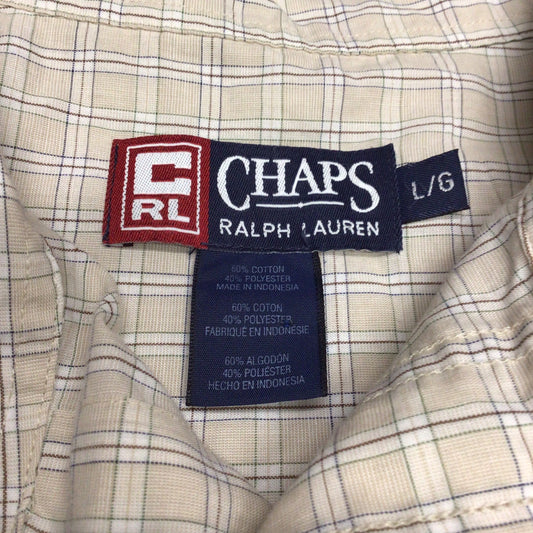 C
RL
CHAPS
RALPH LAUREN
L/G
60% COTTON
40% POLYESTER
MADE IN INDONESIA
60% COTON
40% POLYESTER
FABRIQUÉ EN INDONÉSIE
60% ALGODÓN
40% POLIÉSTER
HECHO EN INDONESIA